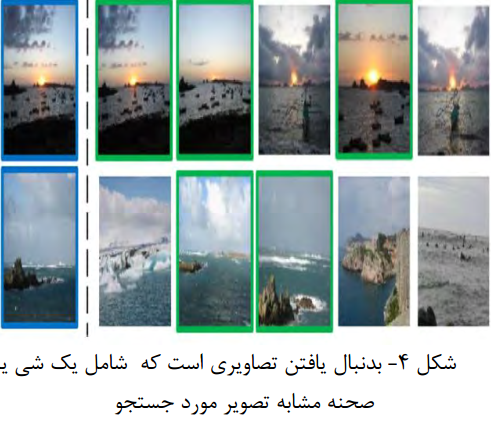 شکل ۴- بدنبال یافتن تصاویری است که شامل یک شی
صحنه مشابه تصویر مورد جستجو